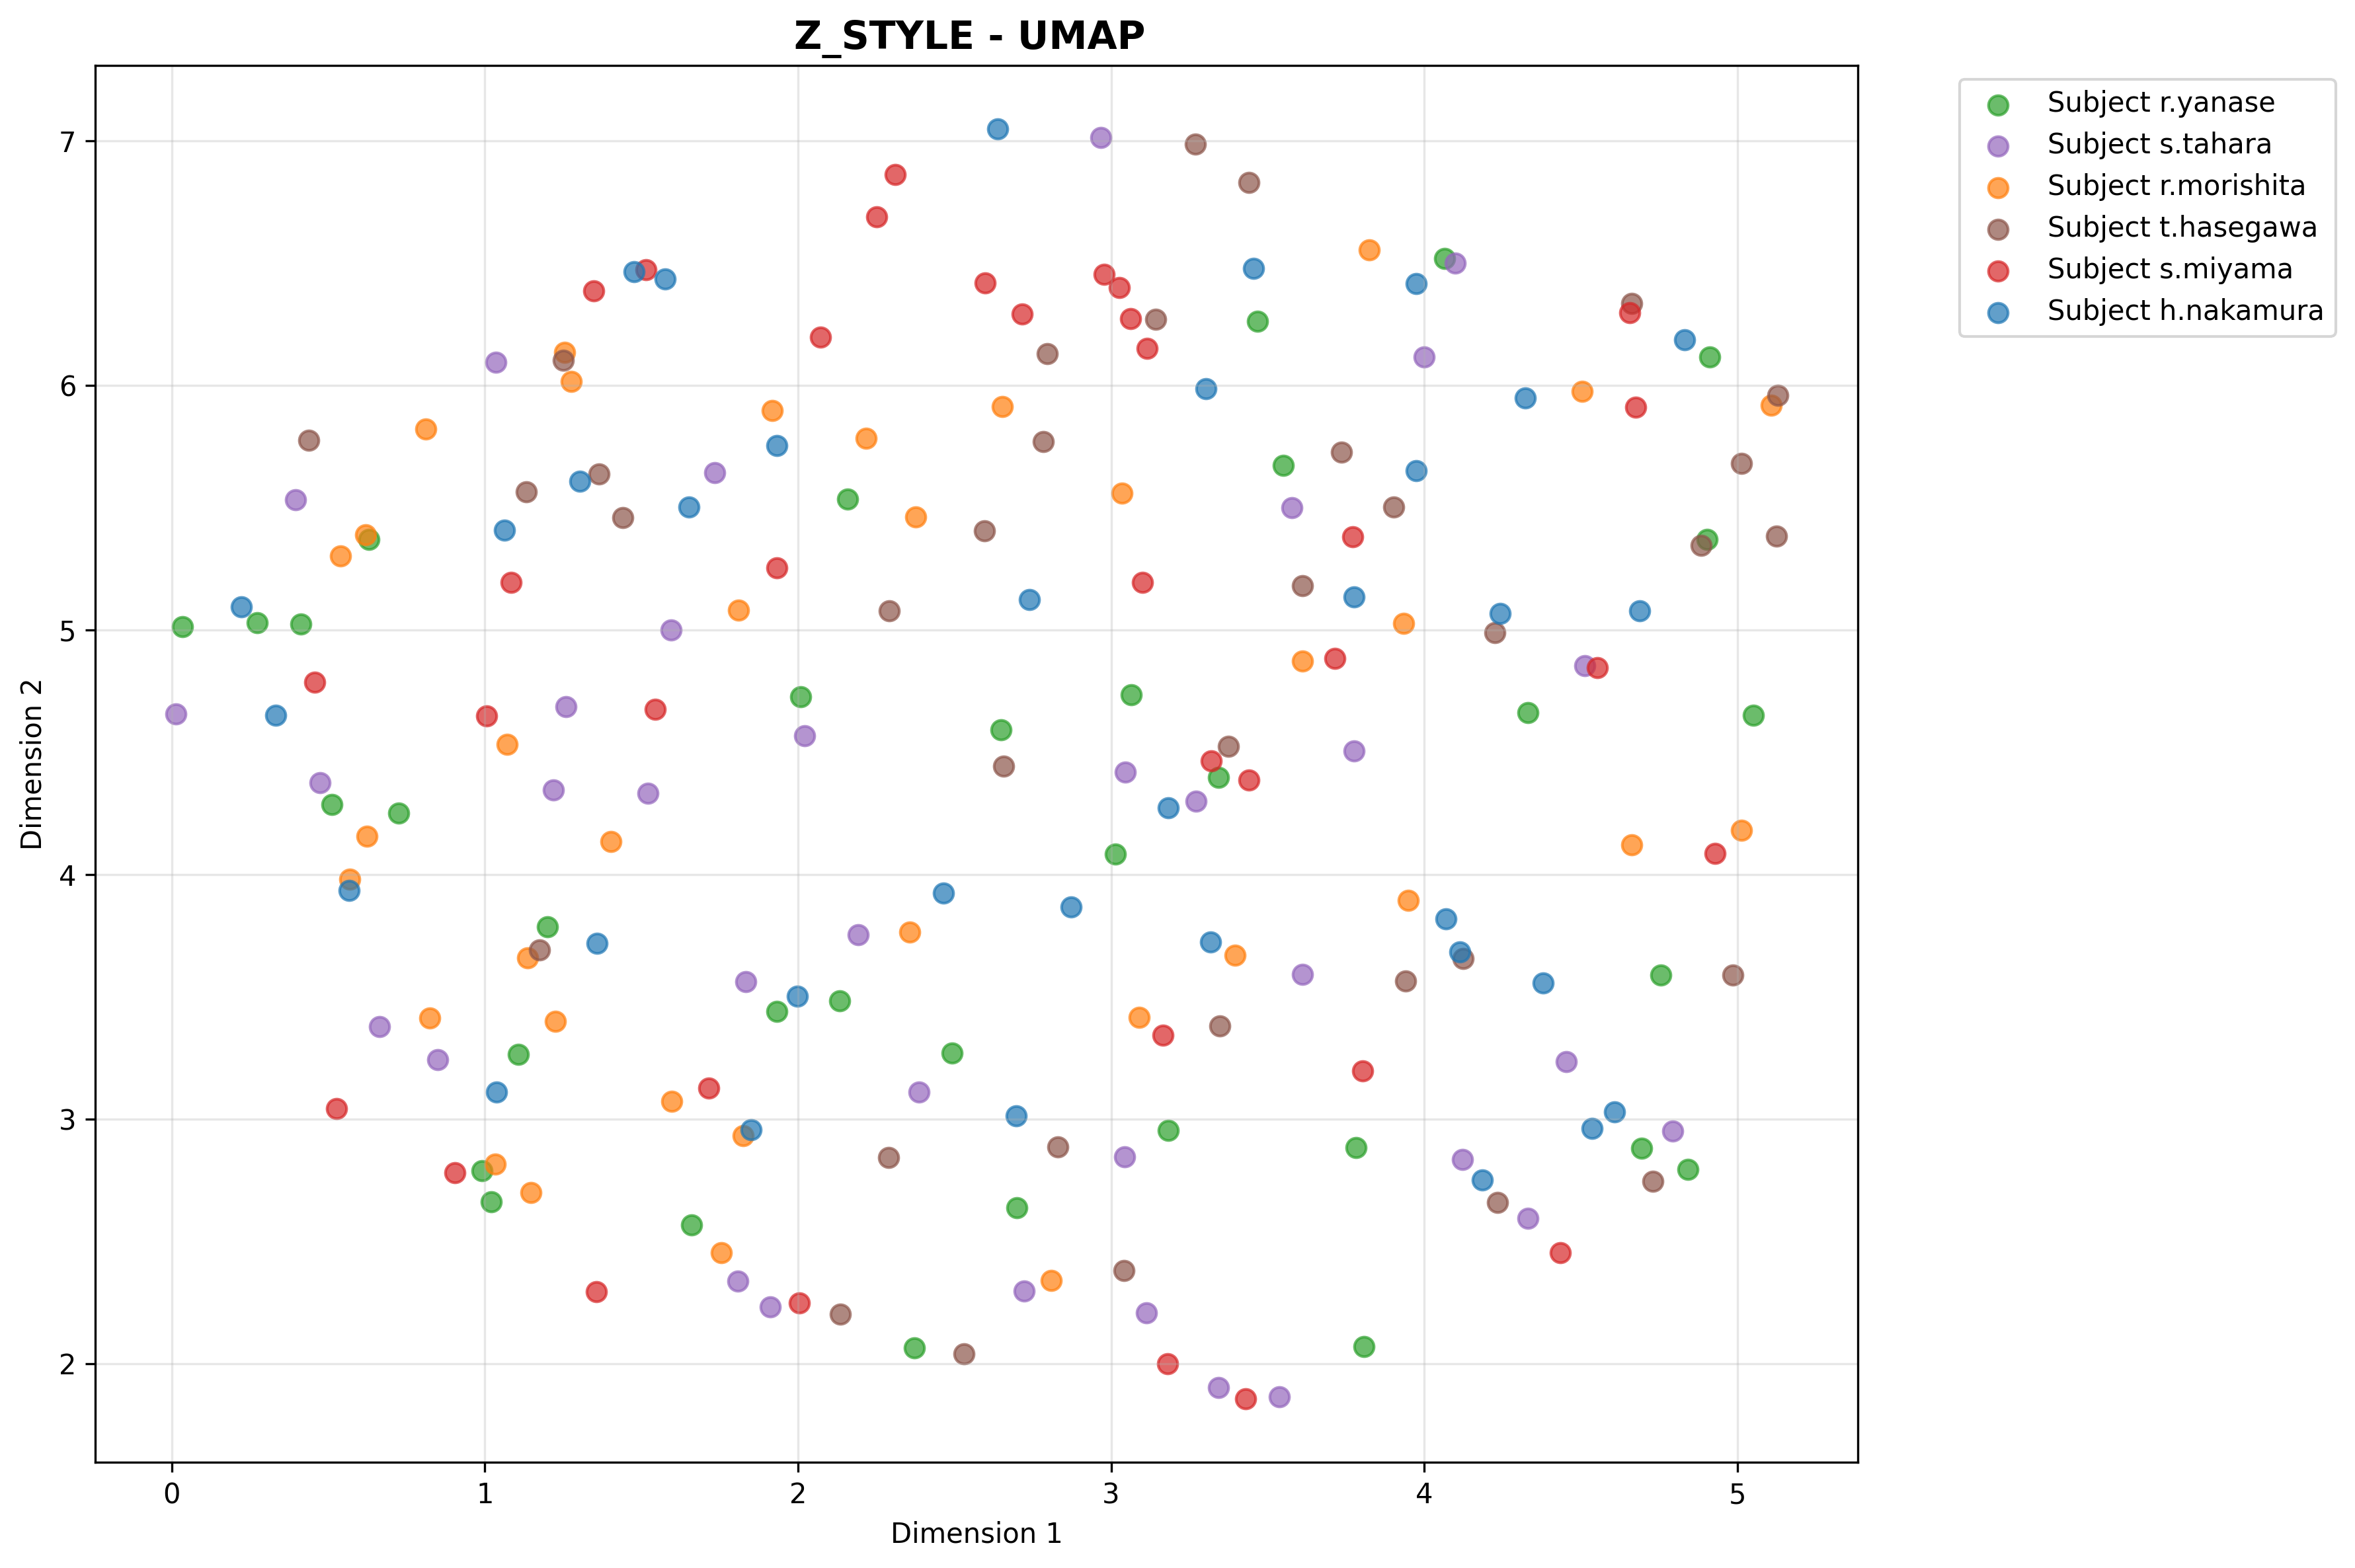 Z_STYLE - UMAP
Subject r.yanase
Subject s.tahara
Subject r.morishita
Subject t.hasegawa
Subject s.miyama
Subject h.nakamura
Dimension 2
7
6
5
4
3
2
0 1 2 3 4 5
Dimension 1